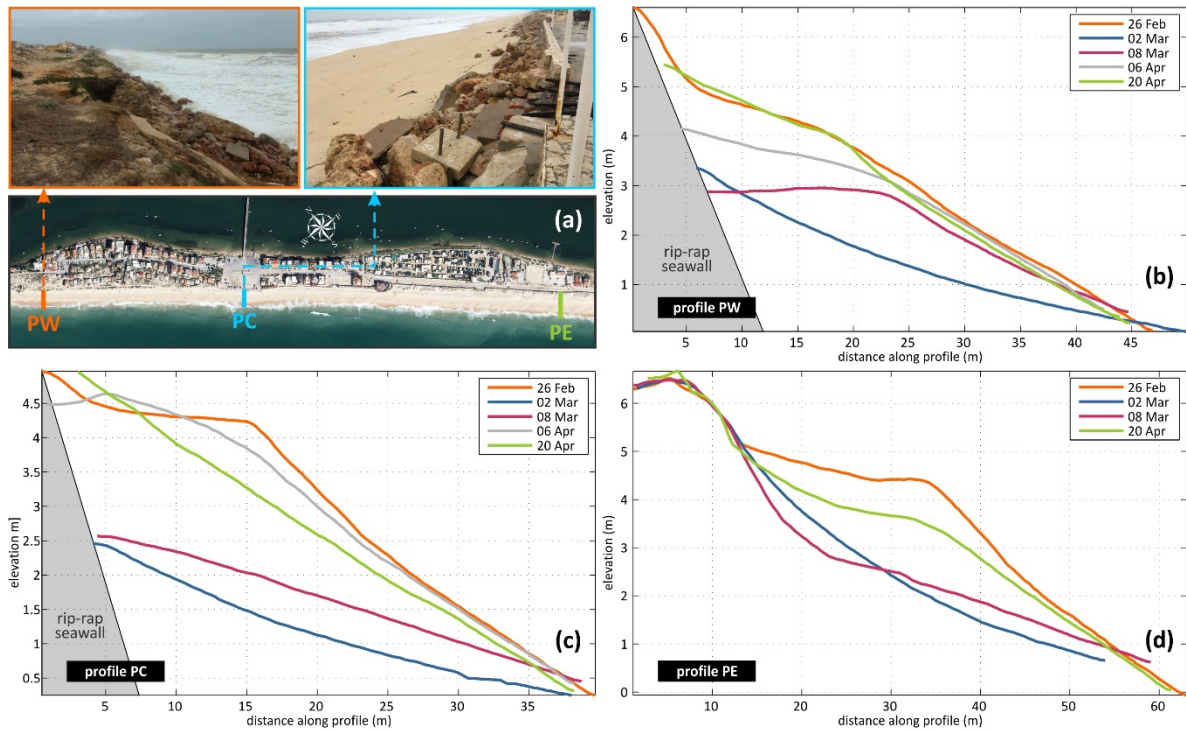 (a)
PW
PC
PE
elevation (m)
6
5
4
3
2
1
26 Feb
02 Mar
08 Mar
06 Apr
20 Apr
rip-rap
seawall
(b)
profile PW
5 10 15 20 25 30 35 40 45
distance along profile (m)
elevation m]
4.5
4
3.5
3
2.5
2
1.5
1
0.5
26 Feb
02 Mar
08 Mar
06 Apr
20 Apr
rip-rap
seawall
(c)
profile PC
5 10 15 20 25 30 35
distance along profile (m)
elevation (m)
6
5
4
3
2
1
0
26 Feb
02 Mar
08 Mar
20 Apr
(d)
profile PE
10 20 30 40 50 60
distance along profile (m)